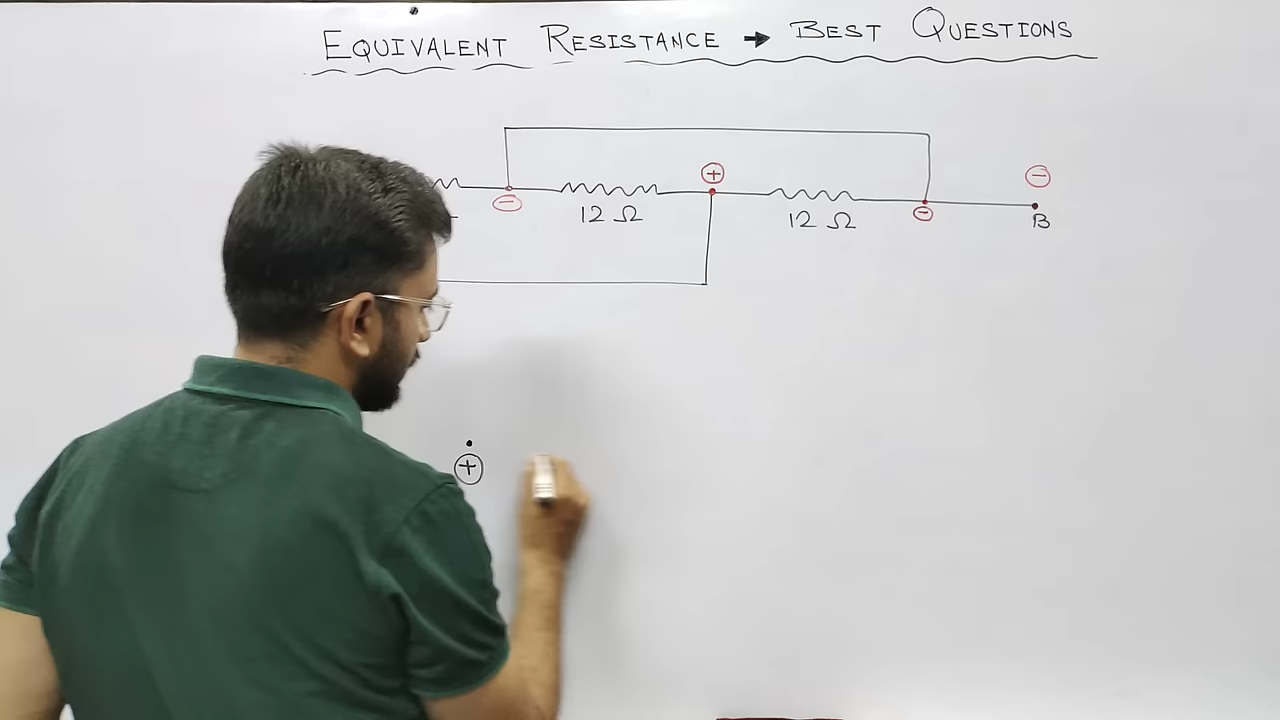 EQUIVALENT RESISTANCE → BEST QUESTIONS
+ −
− 12 Ω 12 Ω − B
+